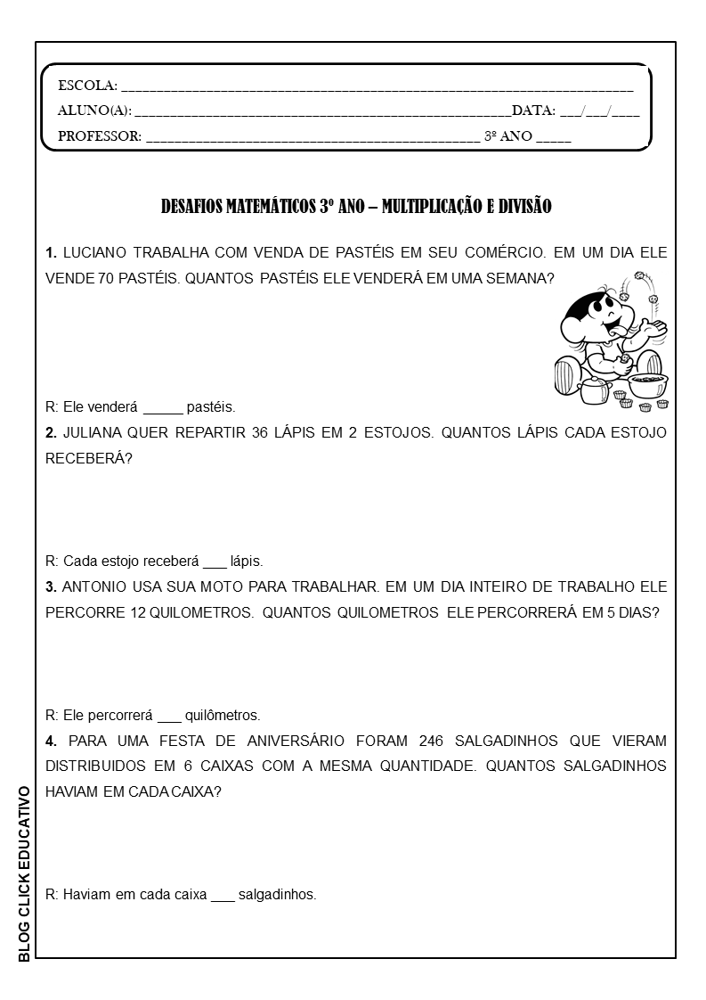 ESCOLA: ________________________________________________________________________
ALUNO(A): _____________________________________________________DATA: ___/___/____
PROFESSOR: _______________________________________________ 3º ANO _____
DESAFIOS MATEMÁTICOS 3º ANO – MULTIPLICAÇÃO E DIVISÃO
1. LUCIANO TRABALHA COM VENDA DE PASTÉIS EM SEU COMÉRCIO. EM UM DIA ELE
VENDE 70 PASTÉIS. QUANTOS PASTÉIS ELE VENDERÁ EM UMA SEMANA?
R: Ele venderá _____ pastéis.
2. JULIANA QUER REPARTIR 36 LÁPIS EM 2 ESTOJOS. QUANTOS LÁPIS CADA ESTOJO
RECEBERÁ?
R: Cada estojo receberá ___ lápis.
3. ANTONIO USA SUA MOTO PARA TRABALHAR. EM UM DIA INTEIRO DE TRABALHO ELE
PERCORRE 12 QUILOMETROS. QUANTOS QUILOMETROS ELE PERCORRERÁ EM 5 DIAS?
R: Ele percorrerá ___ quilômetros.
4. PARA UMA FESTA DE ANIVERSÁRIO FORAM 246 SALGADINHOS QUE VIERAM
DISTRIBUIDOS EM 6 CAIXAS COM A MESMA QUANTIDADE. QUANTOS SALGADINHOS
HAVIAM EM CADA CAIXA?
R: Haviam em cada caixa ___ salgadinhos.
BLOG CLICK EDUCATIVO